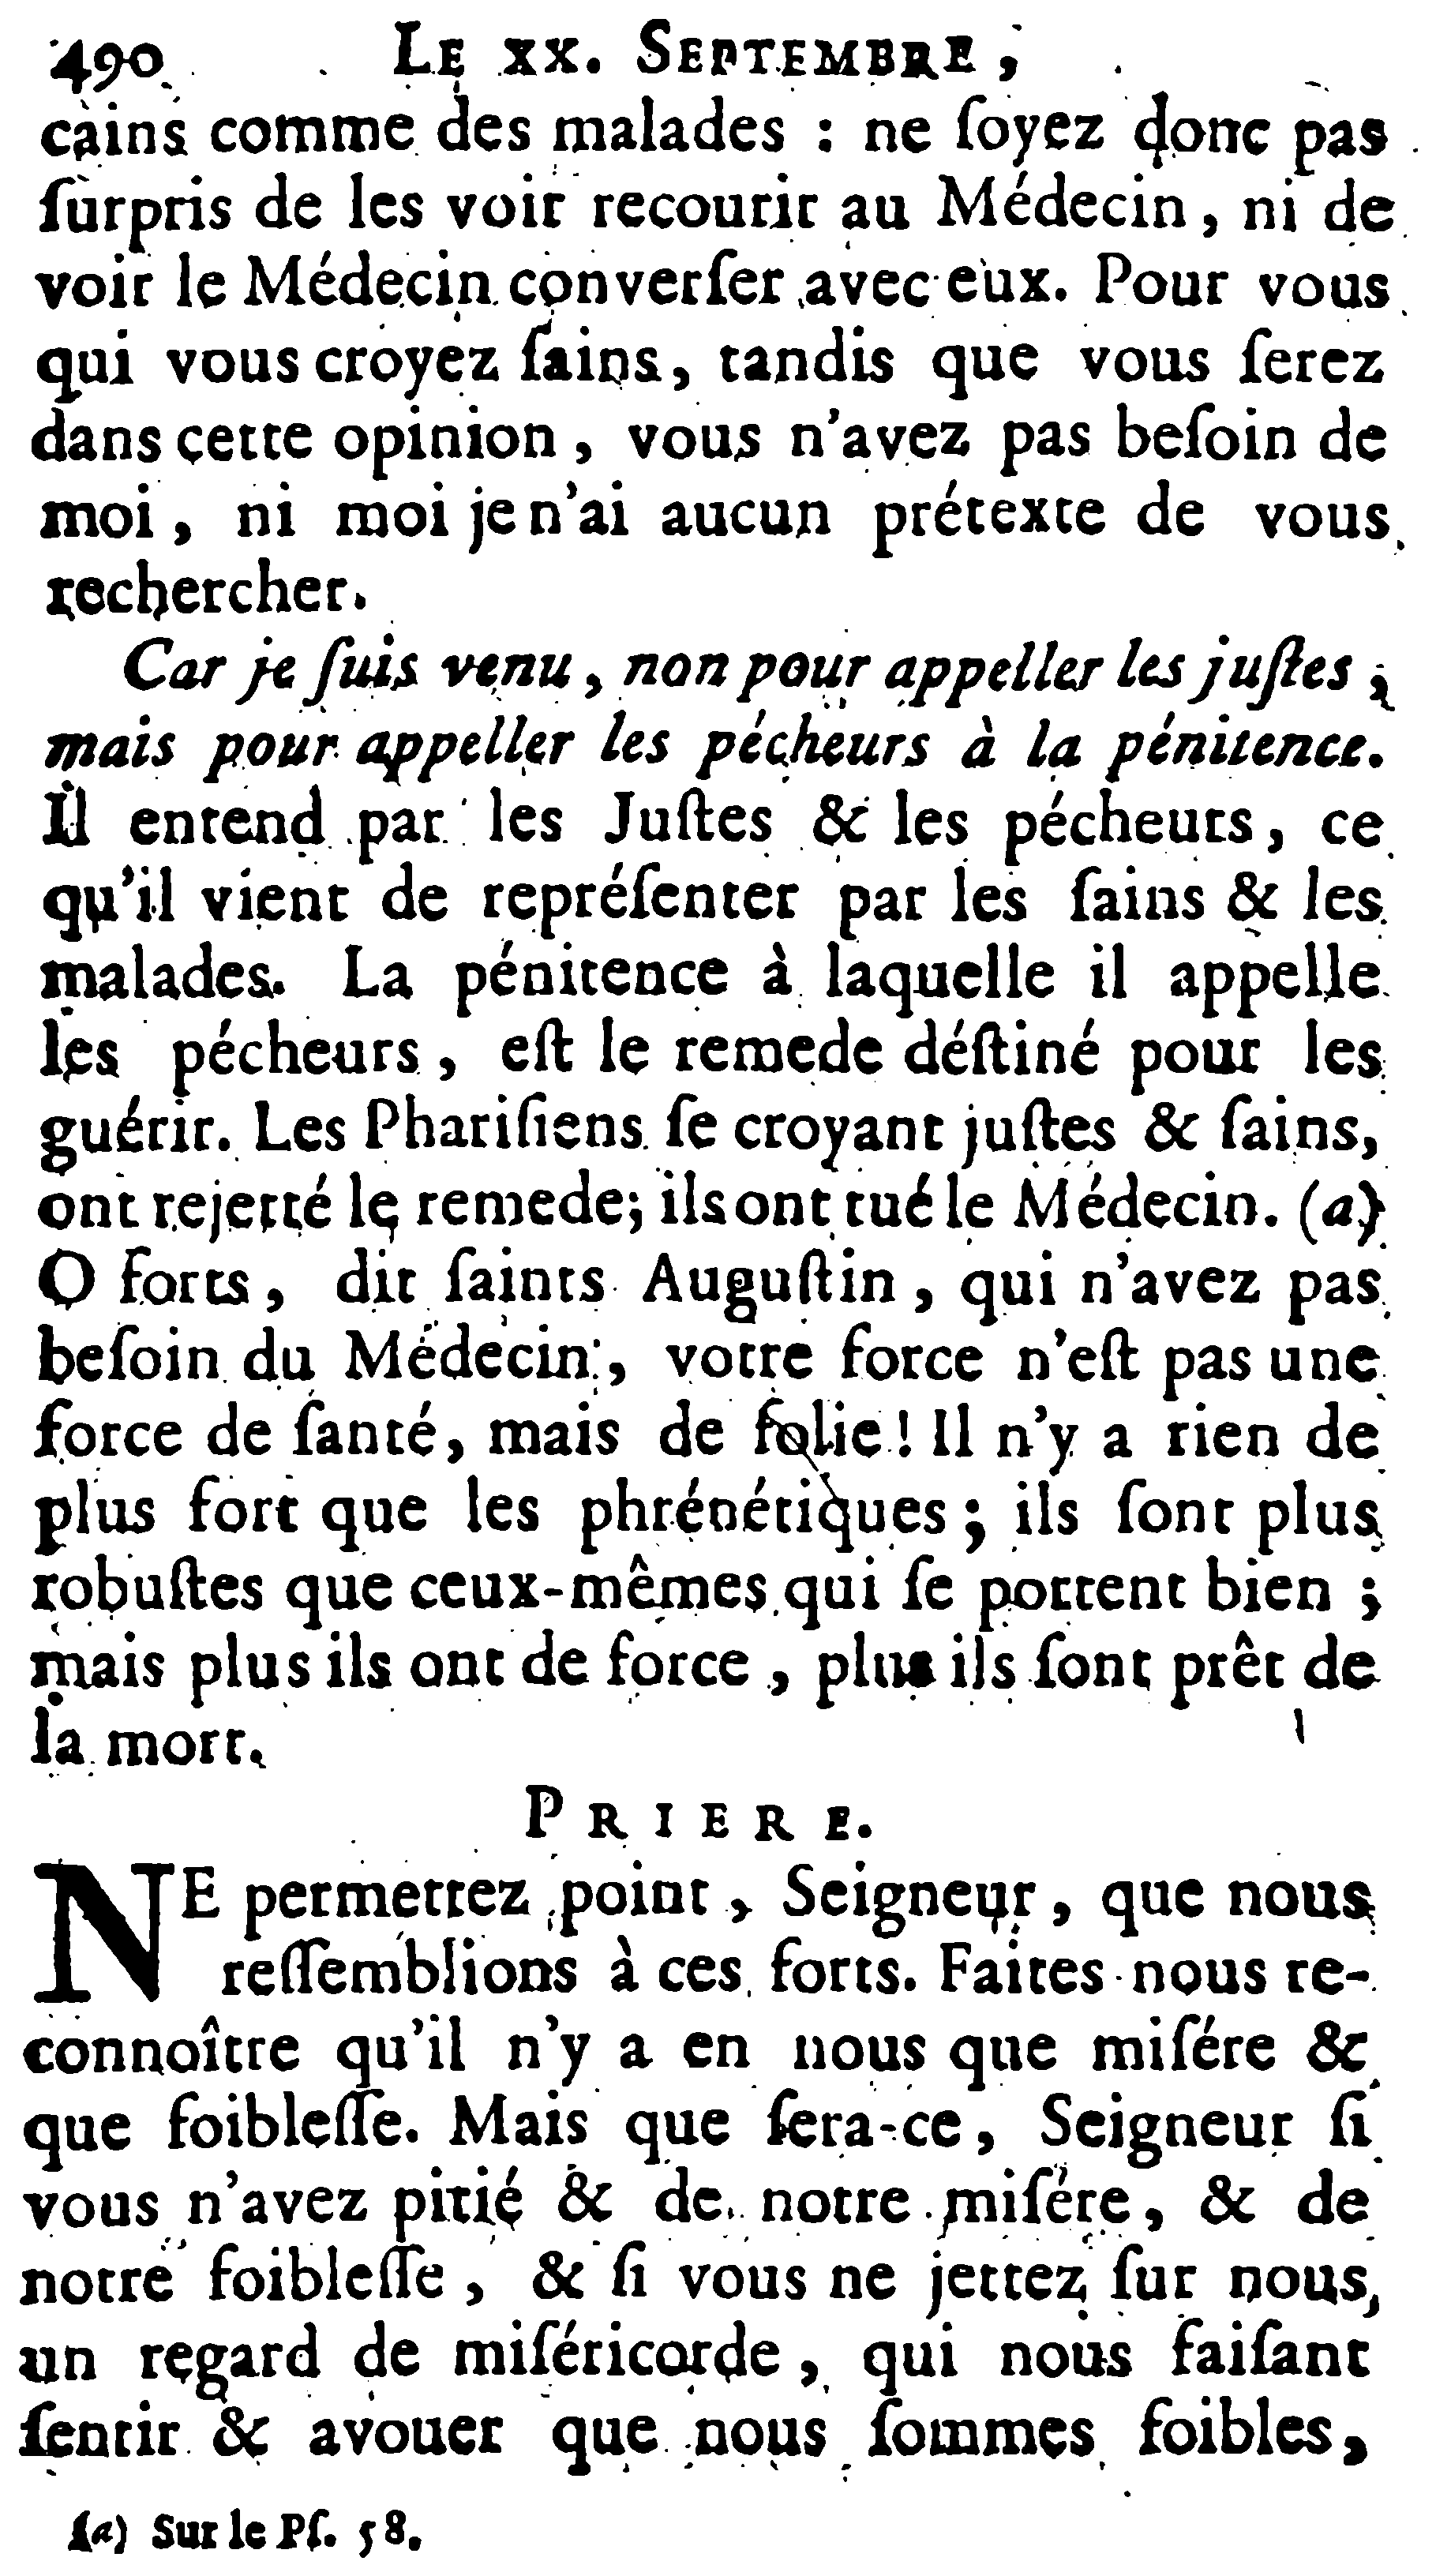 490 LE XX. SEPTEMBRE,
cains comme des malades : ne ſoyez donc pas
ſurpris de les voir recourir au Médecin, ni de
voir le Médecin converſer avec eux. Pour vous
qui vous croyez ſains, tandis que vous ſerez
dans cette opinion, vous n'avez pas beſoin de
moi, ni moi je n'ai aucun prétexte de vous
rechercher.
Car je ſuis venu, non pour appeller les juſtes,
mais pour appeller les pécheurs à la pénitence.
Il entend par les Juſtes & les pécheurs, ce
qu'il vient de repréſenter par les ſains & les
malades. La pénitence à laquelle il appelle
les pécheurs, eſt le remede déſtiné pour les
guérir. Les Phariſiens ſe croyant juſtes & ſains,
ont rejetté le remede; ils ont tué le Médecin. (a)
O forts, dit ſaints Auguſtin, qui n'avez pas
beſoin du Médecin, votre force n'eſt pas une
force de ſanté, mais de folie ! Il n'y a rien de
plus fort que les phrénétiques ; ils ſont plus
robuſtes que ceux-mêmes qui ſe portent bien ;
mais plus ils ont de force, plus ils ſont prêt de
la mort.
PRIERE.
NE permettez point, Seigneur, que nous
reſſemblions à ces forts. Faites nous re-
connoître qu'il n'y a en nous que miſére &
que foibleſſe. Mais que ſera-ce, Seigneur ſi
vous n'avez pitié & de notre miſére, & de
notre foibleſſe, & ſi vous ne jettez ſur nous,
un regard de miſéricorde, qui nous faiſant
ſentir & avouer que nous ſommes foibles,
(a) Sur le Pſ. 58.